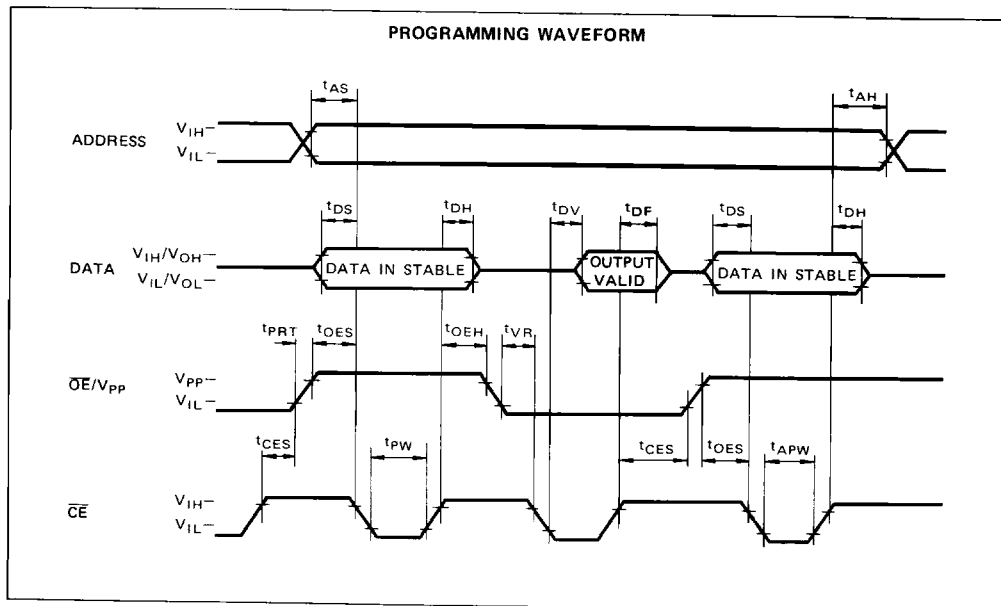 PROGRAMMING WAVEFORM
tAS
tAH
ADDRESS
VIH
VIL
tDS
tDH
tDV
tDF
tDS
tDH
DATA
VIH/VOH
VIL/VOL
DATA IN STABLE
OUTPUT
VALID
DATA IN STABLE
tPRT
tOES
tOEH
tVR
OE/VPP
VPP
VIL
tCES
tPW
tCES
tOES
tAPW
CE
VIH
VIL